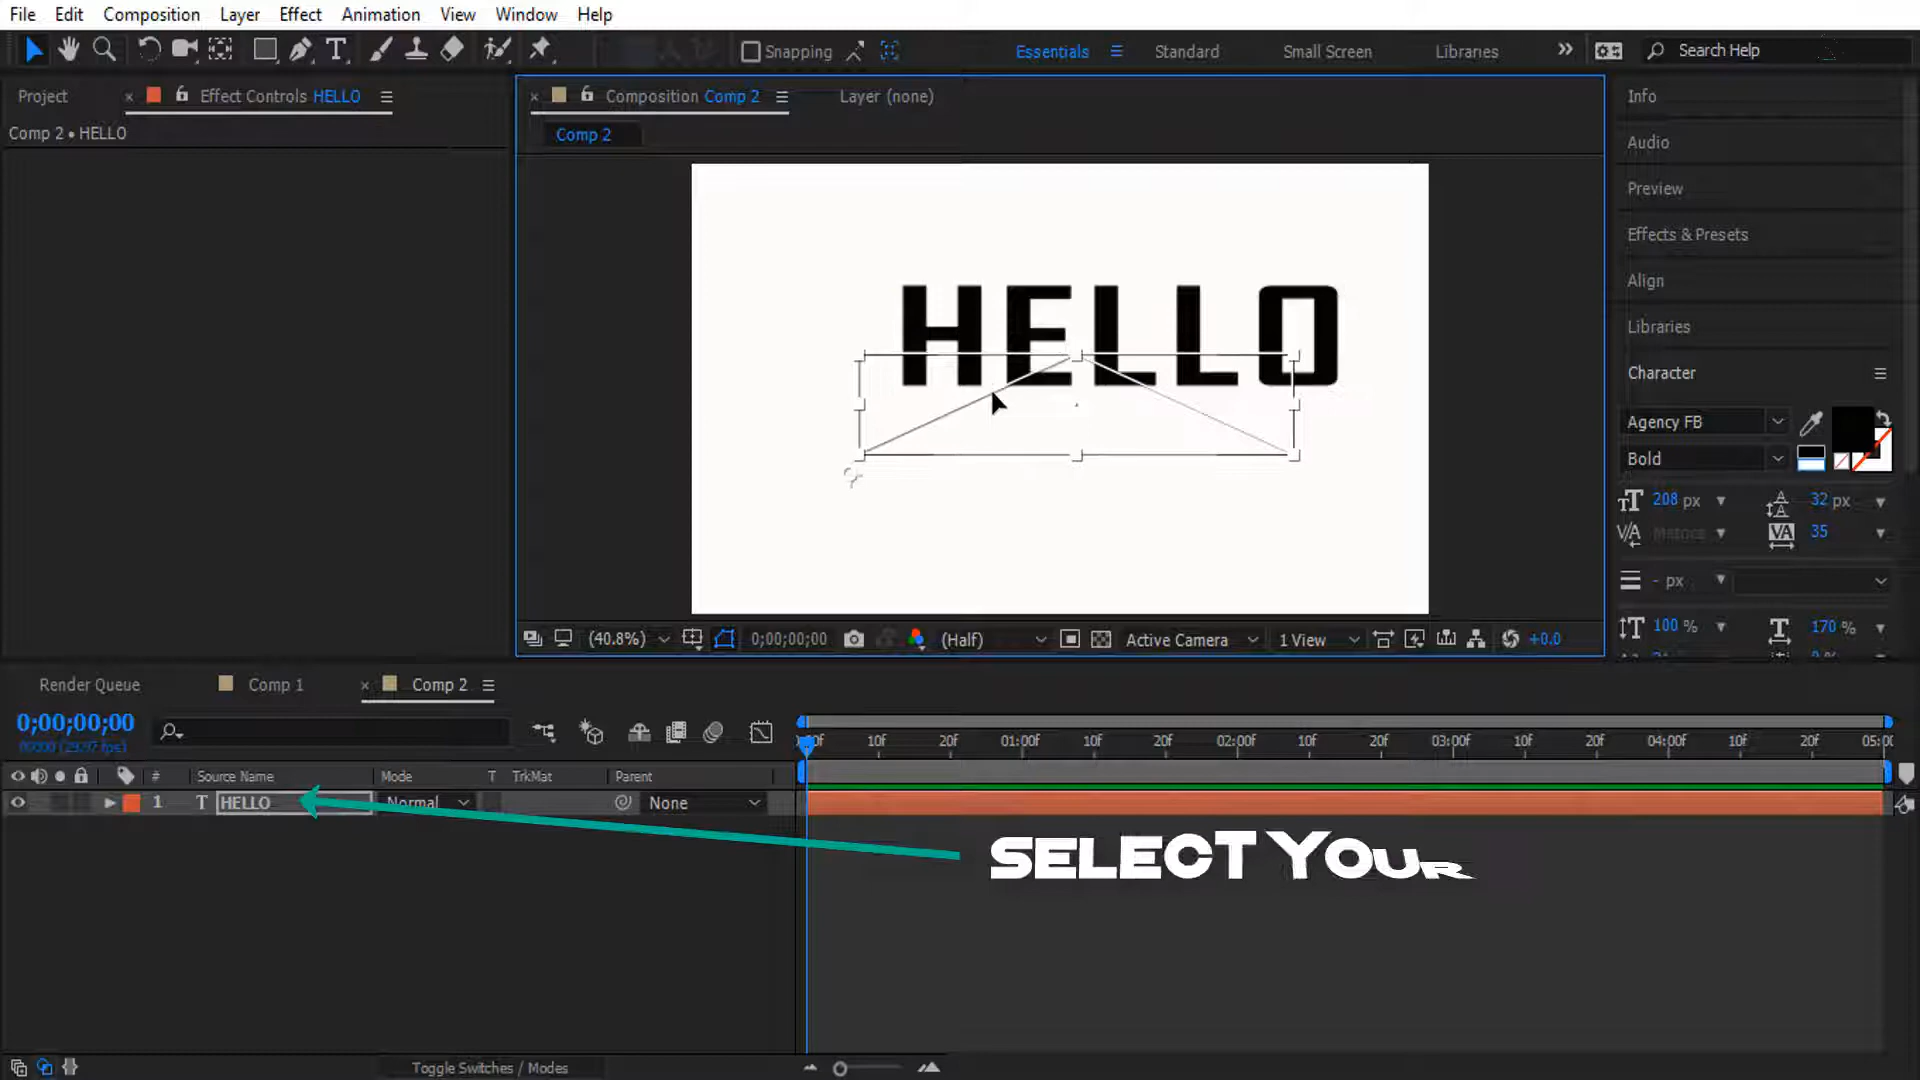 File Edit Composition Layer Effect Animation View Window Help
Snapping Essentials Standard Small Screen Libraries Search Help
Project Effect Controls HELLO Composition Comp 2 Layer (none) Info
Comp 2 • HELLO Comp 2
Audio
Preview
Effects & Presets
Align
Libraries
Character
HELLO
Agency FB
Bold
208 px 32 px
Metrics 35
- px
100 % 170 %
(40.8%) 0;00;00;00 (Half) Active Camera 1 View +0.0
Render Queue Comp 1 Comp 2
0;00;00;00
00000 (29.97 fps)
10f 20f 01:00f 10f 20f 02:00f 10f 20f 03:00f 10f 20f 04:00f 10f 20f
# Source Name Mode T TrkMat Parent
1 T HELLO Normal None
SELECT YOUR
Toggle Switches / Modes